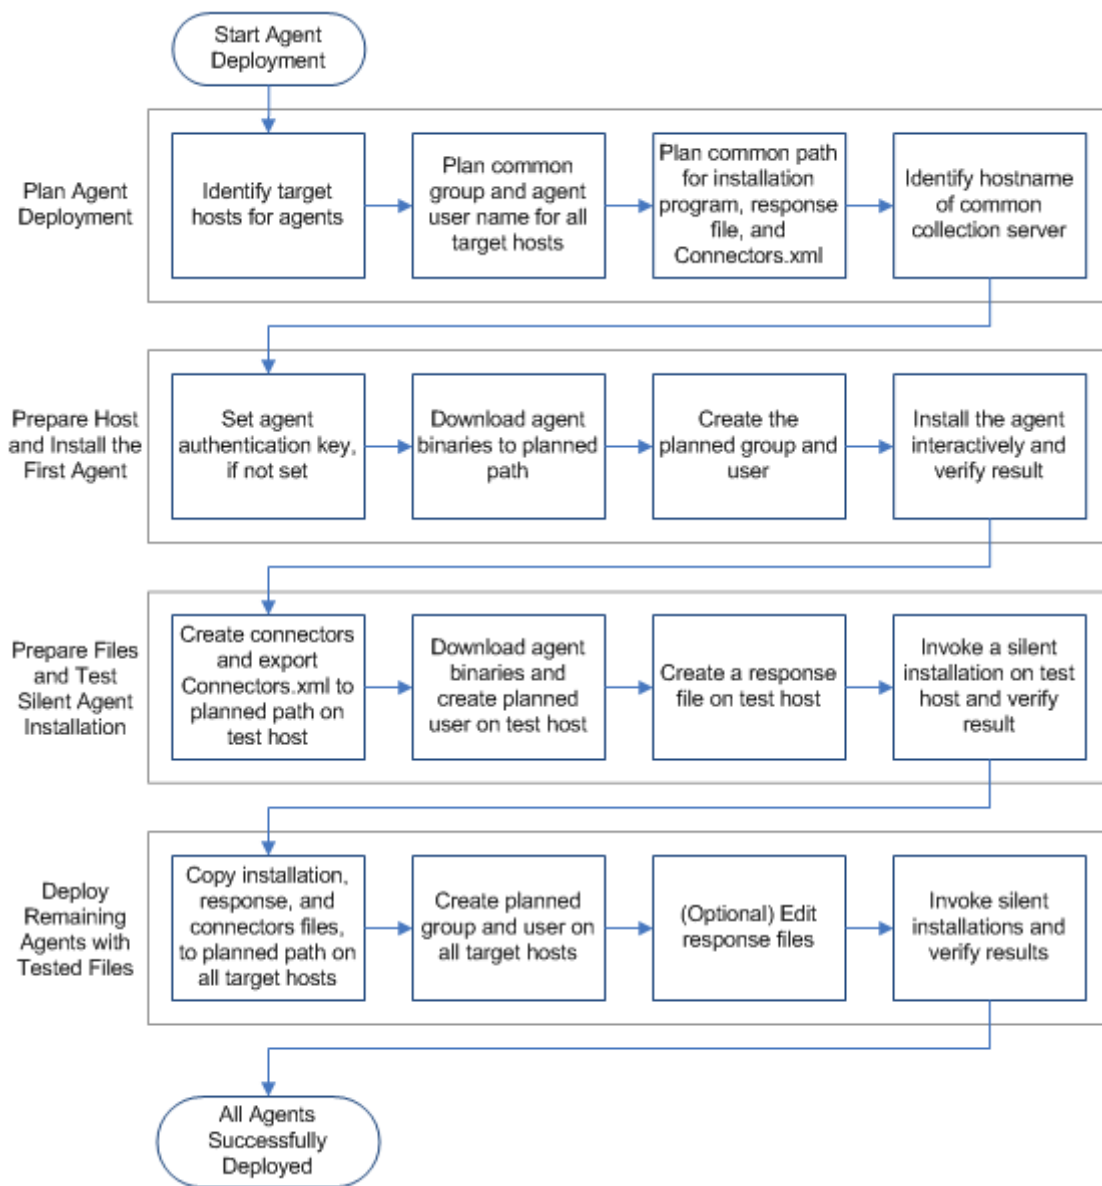 Start Agent
Deployment
Plan Agent
Deployment
Identify target
hosts for agents
Plan common
group and agent
user name for all
target hosts
Plan common path
for installation
program, response
file, and
Connectors.xml
Identify hostname
of common
collection server
Prepare Host
and Install the
First Agent
Set agent
authentication key,
if not set
Download agent
binaries to planned
path
Create the
planned group and
user
Install the agent
interactively and
verify result
Prepare Files
and Test
Silent Agent
Installation
Create connectors
and export
Connectors.xml to
planned path on
test host
Download agent
binaries and
create planned
user on test host
Create a response
file on test host
Invoke a silent
installation on test
host and verify
result
Deploy
Remaining
Agents with
Tested Files
Copy installation,
response, and
connectors files,
to planned path on
all target hosts
Create planned
group and user on
all target hosts
(Optional) Edit
response files
Invoke silent
installations and
verify results
All Agents
Successfully
Deployed